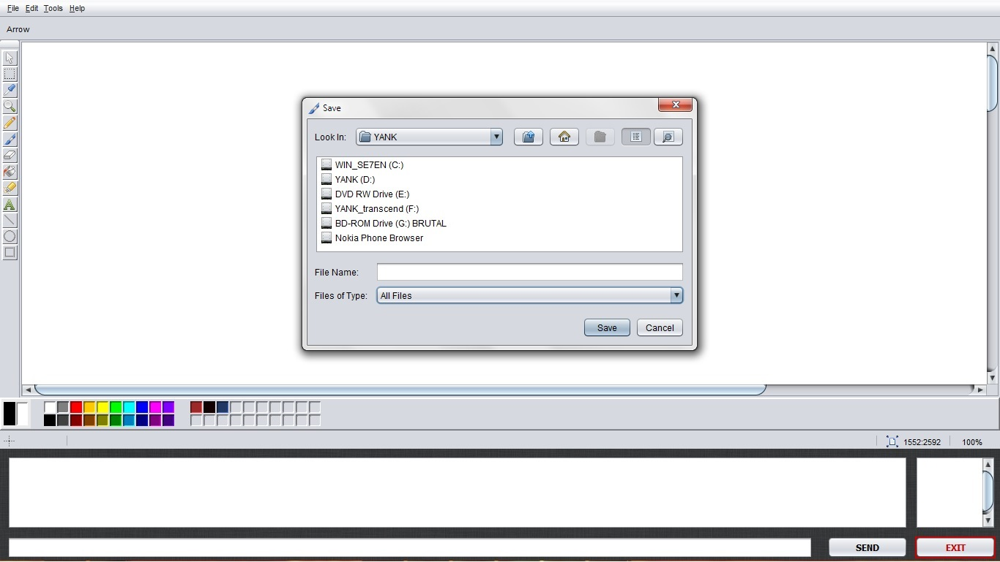 File Edit Tools Help
Arrow
Save
Look In: YANK
WIN_SE7EN (C:)
YANK (D:)
DVD RW Drive (E:)
YANK_transcend (F:)
BD-ROM Drive (G:) BRUTAL
Nokia Phone Browser
File Name:
Files of Type: All Files
Save Cancel
A
1552:2592 100%
SEND EXIT